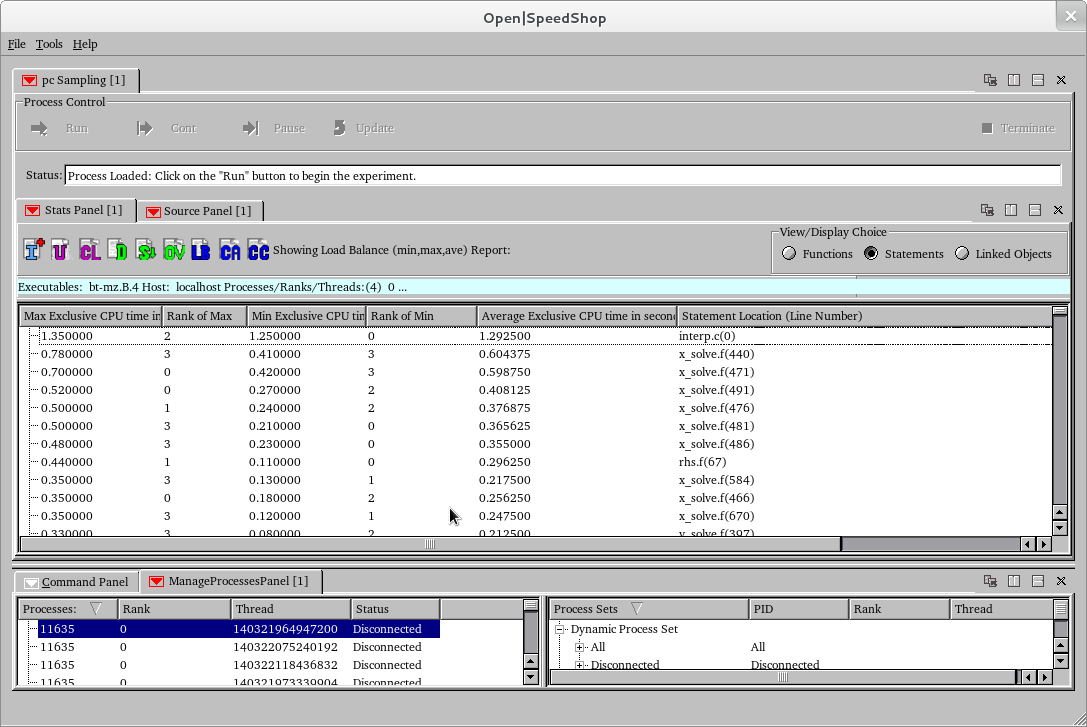 Open|SpeedShop
File Tools Help
pc Sampling [1]
Process Control
Run Cont Pause Update Terminate
Status: Process Loaded: Click on the "Run" button to begin the experiment.
Stats Panel [1] Source Panel [1]
I+ U CL D S↓ OV LB CA CC Showing Load Balance (min,max,ave) Report:
View/Display Choice
Functions Statements Linked Objects
Executables: bt-mz.B.4 Host: localhost Processes/Ranks/Threads:(4) 0 ...
Max Exclusive CPU time in Rank of Max Min Exclusive CPU tin Rank of Min Average Exclusive CPU time in secon Statement Location (Line Number)
1.350000 2 1.250000 0 1.292500 interp.c(0)
0.780000 3 0.410000 3 0.604375 x_solve.f(440)
0.700000 0 0.420000 3 0.598750 x_solve.f(471)
0.520000 0 0.270000 2 0.408125 x_solve.f(491)
0.500000 1 0.240000 2 0.376875 x_solve.f(476)
0.500000 3 0.210000 0 0.365625 x_solve.f(481)
0.480000 3 0.230000 0 0.355000 x_solve.f(486)
0.440000 1 0.110000 0 0.296250 rhs.f(67)
0.350000 3 0.130000 1 0.217500 x_solve.f(584)
0.350000 0 0.180000 2 0.256250 x_solve.f(466)
0.350000 3 0.120000 1 0.247500 x_solve.f(670)
0.330000 3 0.080000 2 0.212500 x_solve.f(397)
Command Panel ManageProcessesPanel [1]
Processes: Rank Thread Status
11635 0 140321964947200 Disconnected
11635 0 140322075240192 Disconnected
11635 0 140322118436832 Disconnected
11635 0 140321973339904 Disconnected
Process Sets PID Rank Thread
Dynamic Process Set
All All
Disconnected Disconnected